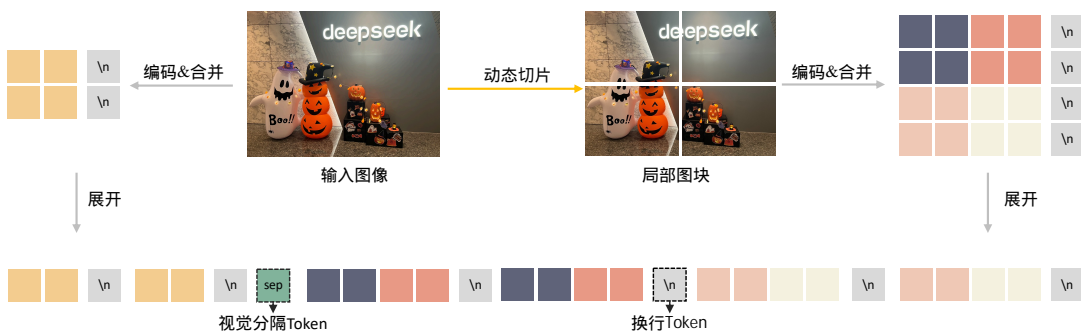 deepseek
Boo!!
deepseek
Boo!!
\n
\n
编码&合并
动态切片
编码&合并
\n
\n
\n
\n
输入图像
局部图块
展开
展开
\n
\n
sep
\n
\n
\n
\n
视觉分隔Token
换行Token